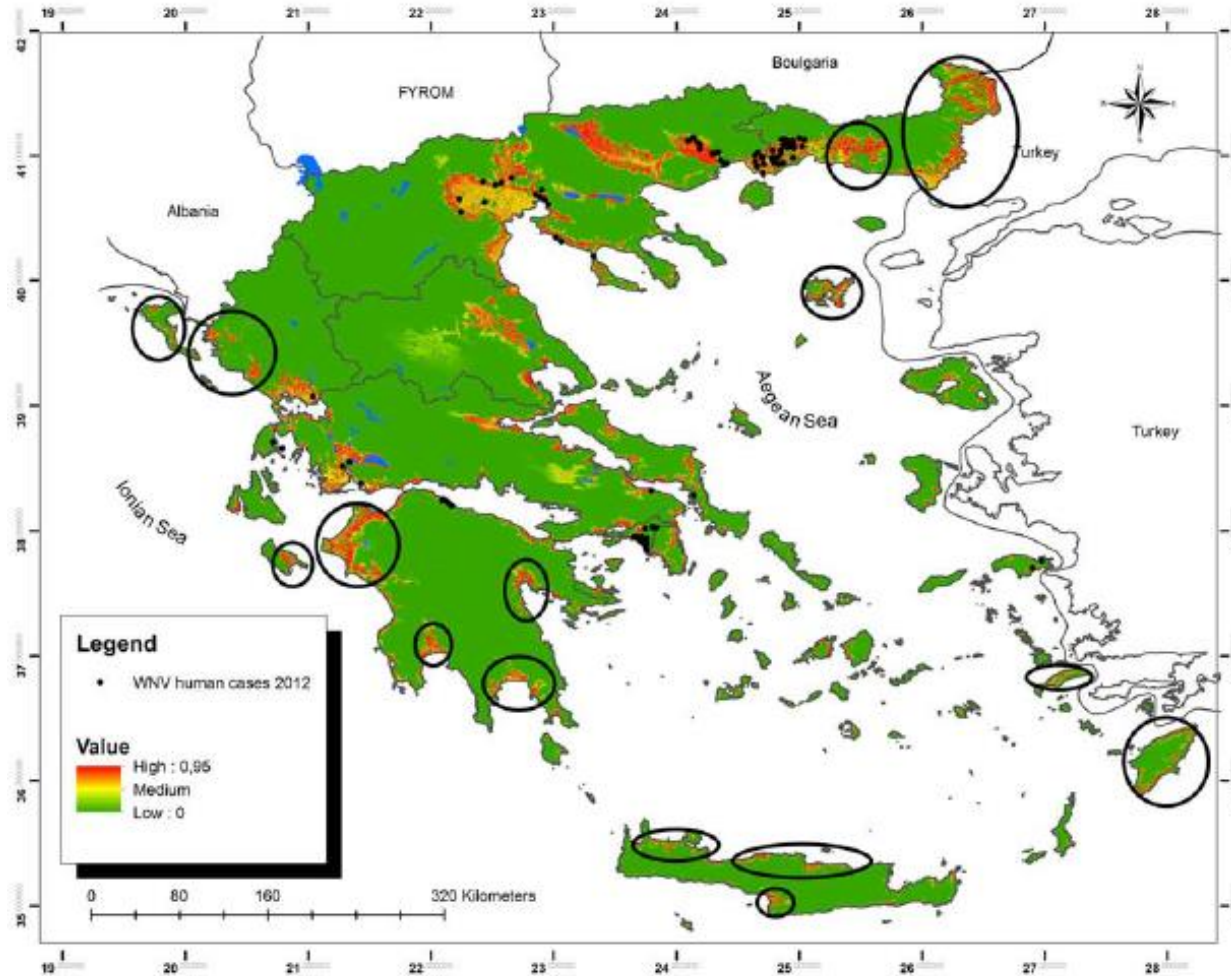 19 20 21 22 23 24 25 26 27 28
42
41
40
39
38
37
36
35
Boulgaria
FYROM
Turkey
Albania
Aegean Sea
Turkey
Ionian Sea
Legend
WNV human cases 2012
Value
High : 0,95
Medium
Low : 0
0 80 160 320 Kilometers
19 20 21 22 23 24 25 26 27 28